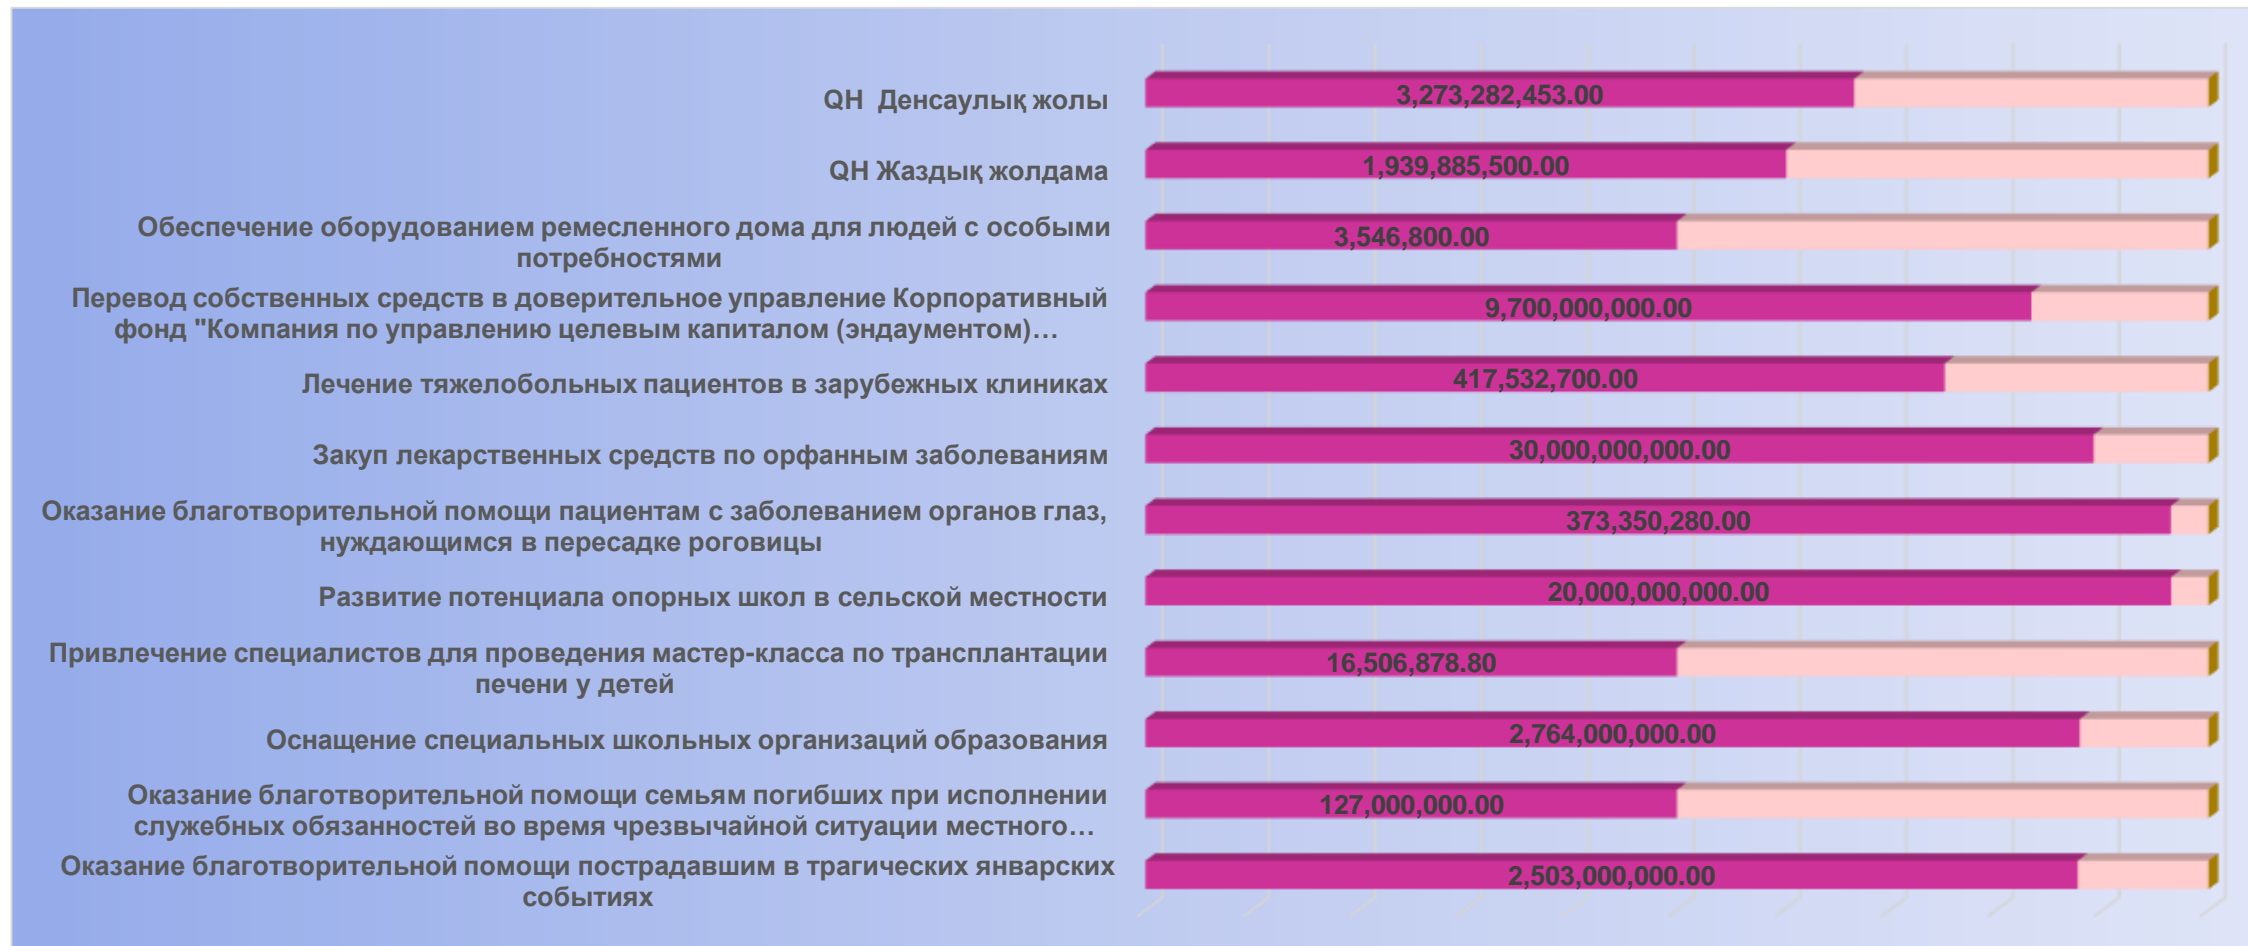 QH Денсаулық жолы
3,273,282,453.00
QH Жаздық жолдама
1,939,885,500.00
Обеспечение оборудованием ремесленного дома для людей с особыми
потребностями
3,546,800.00
Перевод собственных средств в доверительное управление Корпоративный
фонд "Компания по управлению целевым капиталом (эндаументом)…
9,700,000,000.00
Лечение тяжелобольных пациентов в зарубежных клиниках
417,532,700.00
Закуп лекарственных средств по орфанным заболеваниям
30,000,000,000.00
Оказание благотворительной помощи пациентам с заболеванием органов глаз,
нуждающимся в пересадке роговицы
373,350,280.00
Развитие потенциала опорных школ в сельской местности
20,000,000,000.00
Привлечение специалистов для проведения мастер-класса по трансплантации
печени у детей
16,506,878.80
Оснащение специальных школьных организаций образования
2,764,000,000.00
Оказание благотворительной помощи семьям погибших при исполнении
служебных обязанностей во время чрезвычайной ситуации местного…
127,000,000.00
Оказание благотворительной помощи пострадавшим в трагических январских
событиях
2,503,000,000.00